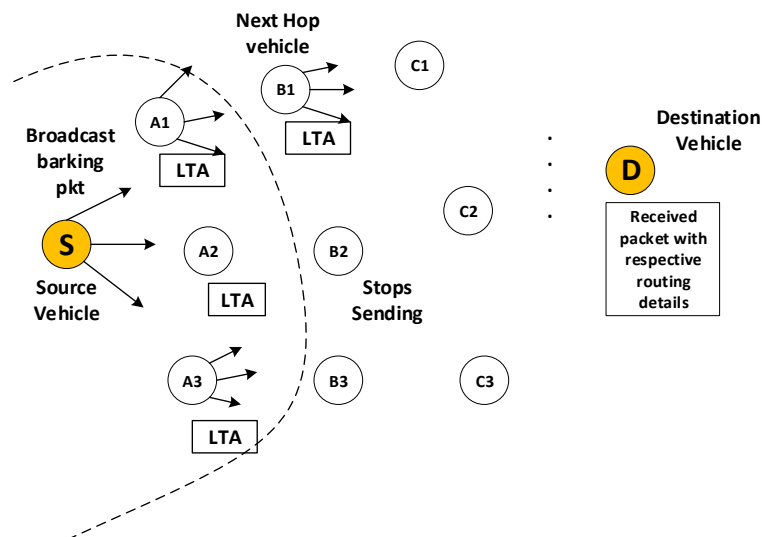 Next Hop
vehicle
C1
B1
A1
LTA
Broadcast
barking
pkt
LTA
Destination
Vehicle
D
C2
S
A2
B2
Received
packet with
respective
routing
details
Source
Vehicle
LTA
Stops
Sending
A3
B3
C3
LTA